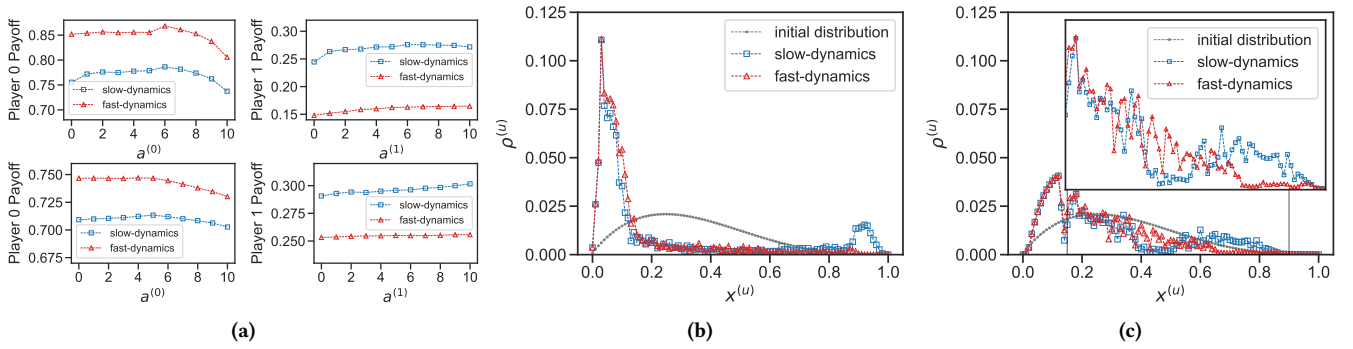 Player 0 Payoff
0.85
0.80
0.75
0.70
slow-dynamics
fast-dynamics
0 2 4 6 8 10
a^(0)
Player 1 Payoff
0.30
0.25
0.20
0.15
slow-dynamics
fast-dynamics
0 2 4 6 8 10
a^(1)
Player 0 Payoff
0.750
0.725
0.700
0.675
slow-dynamics
fast-dynamics
0 2 4 6 8 10
a^(0)
Player 1 Payoff
0.300
0.275
0.250
slow-dynamics
fast-dynamics
0 2 4 6 8 10
a^(1)
(a)
ρ^(u)
0.125
0.100
0.075
0.050
0.025
0.000
initial distribution
slow-dynamics
fast-dynamics
0.0 0.2 0.4 0.6 0.8 1.0
x^(u)
(b)
ρ^(u)
0.125
0.100
0.075
0.050
0.025
0.000
initial distribution
slow-dynamics
fast-dynamics
0.0 0.2 0.4 0.6 0.8 1.0
x^(u)
(c)